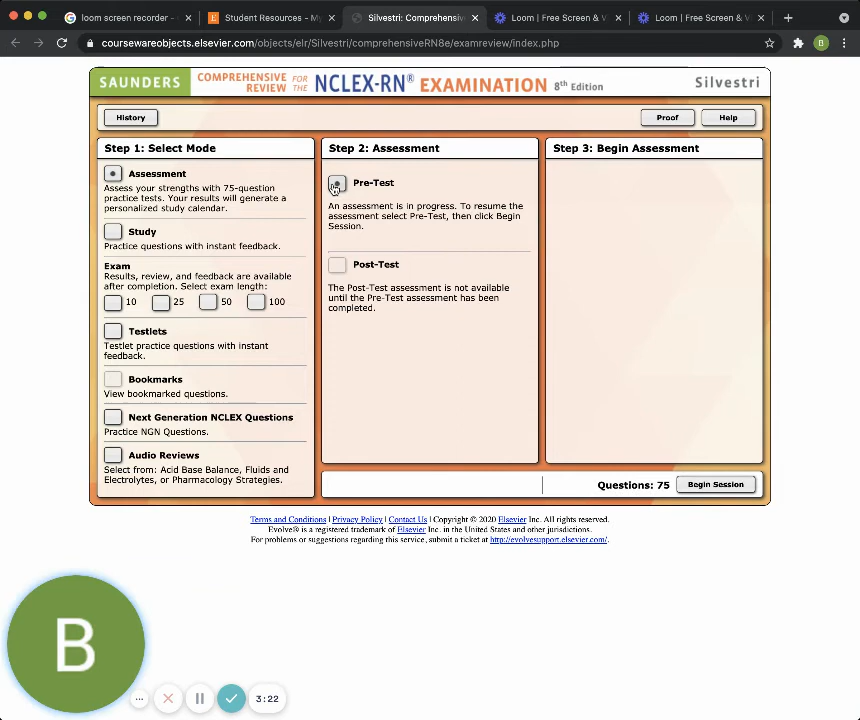 loom screen recorder -
Student Resources - My
Silvestri: Comprehensive
Loom | Free Screen & V
Loom | Free Screen & V
coursewareobjects.elsevier.com/objects/elr/Silvestri/comprehensiveRN8e/examreview/index.php
B
SAUNDERS COMPREHENSIVE REVIEW FOR THE NCLEX-RN® EXAMINATION 8th Edition Silvestri
History
Proof
Help
Step 1: Select Mode
Assessment
Assess your strengths with 75-question
practice tests. Your results will generate a
personalized study calendar.
Study
Practice questions with instant feedback.
Exam
Results, review, and feedback are available
after completion. Select exam length:
10 25 50 100
Testlets
Testlet practice questions with instant
feedback.
Bookmarks
View bookmarked questions.
Next Generation NCLEX Questions
Practice NGN Questions.
Audio Reviews
Select from: Acid Base Balance, Fluids and
Electrolytes, or Pharmacology Strategies.
Step 2: Assessment
Pre-Test
An assessment is in progress. To resume the
assessment select Pre-Test, then click Begin
Session.
Post-Test
The Post-Test assessment is not available
until the Pre-Test assessment has been
completed.
Step 3: Begin Assessment
Questions: 75
Begin Session
Terms and Conditions | Privacy Policy | Contact Us | Copyright © 2020 Elsevier Inc. All rights reserved.
Evolve® is a registered trademark of Elsevier Inc. in the United States and other jurisdictions.
For problems or suggestions regarding this service, submit a ticket at http://evolvesupport.elsevier.com/.
B
3:22